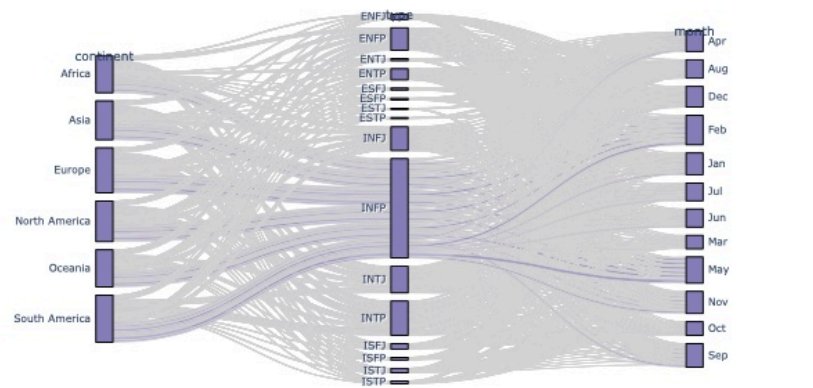 continent
Africa
Asia
Europe
North America
Oceania
South America
type
ENFJ
ENFP
ENTJ
ENTP
ESFJ
ESFP
ESTJ
ESTP
INFJ
INFP
INTJ
INTP
ISFJ
ISFP
ISTJ
ISTP
month
Apr
Aug
Dec
Feb
Jan
Jul
Jun
Mar
May
Nov
Oct
Sep